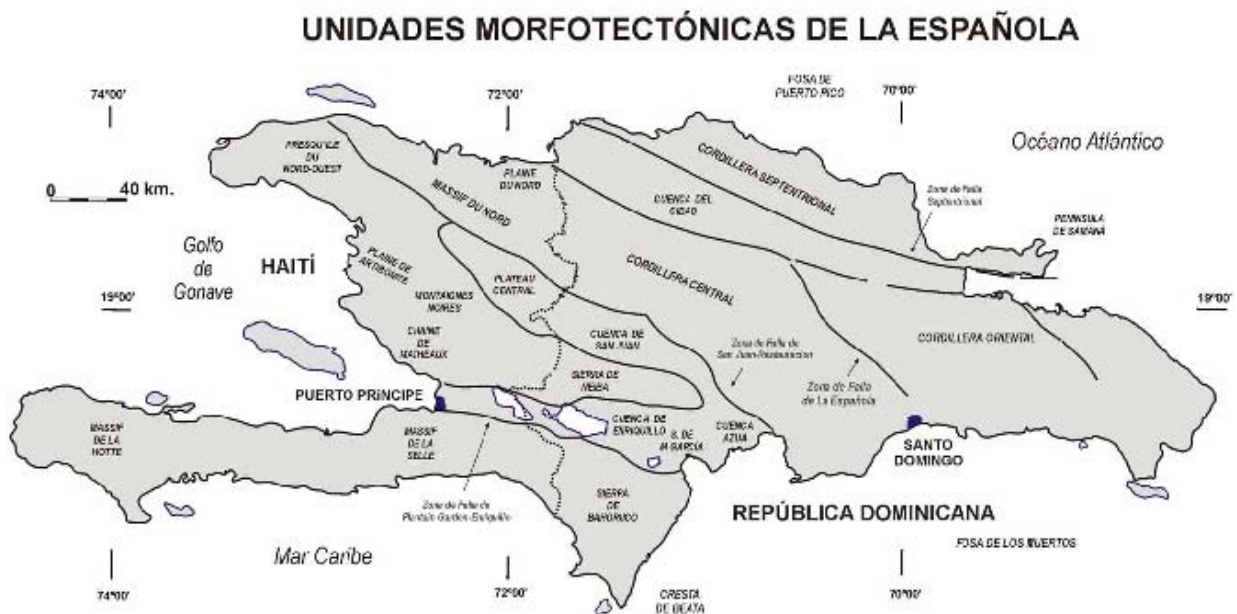 UNIDADES MORFOTECTÓNICAS DE LA ESPAÑOLA
74°00'
72°00'
FOSA DE
PUERTO RICO
70°00'
Océano Atlántico
0 40 km.
PRESQU'ILE
DU
NORD-OUEST
MASSIF DU NORD
PLAINE
DU NORD
CORDILLERA SEPTENTRIONAL
CUENCA DEL
CIBAO
Zona de Falla
Septentrional
PENINSULA
DE SAMANÁ
Golfo
de
Gonave
HAITÍ
PLAINE DE
ARTIBONITE
PLATEAU
CENTRAL
MONTAIGNES
NOIRES
CORDILLERA CENTRAL
19°00'
19°00'
CHAINE
DE
MATHEAUX
CUENCA DE
SAN JUAN
Zona de Falla de
San Juan-Restauracion
CORDILLERA ORIENTAL
SIERRA DE
NEIBA
Zona de Falla
de La Española
PUERTO PRíNCIPE
MASSIF
DE LA
HOTTE
MASSIF
DE LA
SELLE
CUENCA DE
ENRIQUILLO
S. DE
M GARCÍA
CUENCA
AZUA
SANTO
DOMINGO
Zona de Falla de
Plantain Garden-Enriquillo
SIERRA
DE
BAHORUCO
REPÚBLICA DOMINICANA
FOSA DE LOS MUERTOS
Mar Caribe
74°00'
72°00'
70°00'
CRESTA
DE BEATA